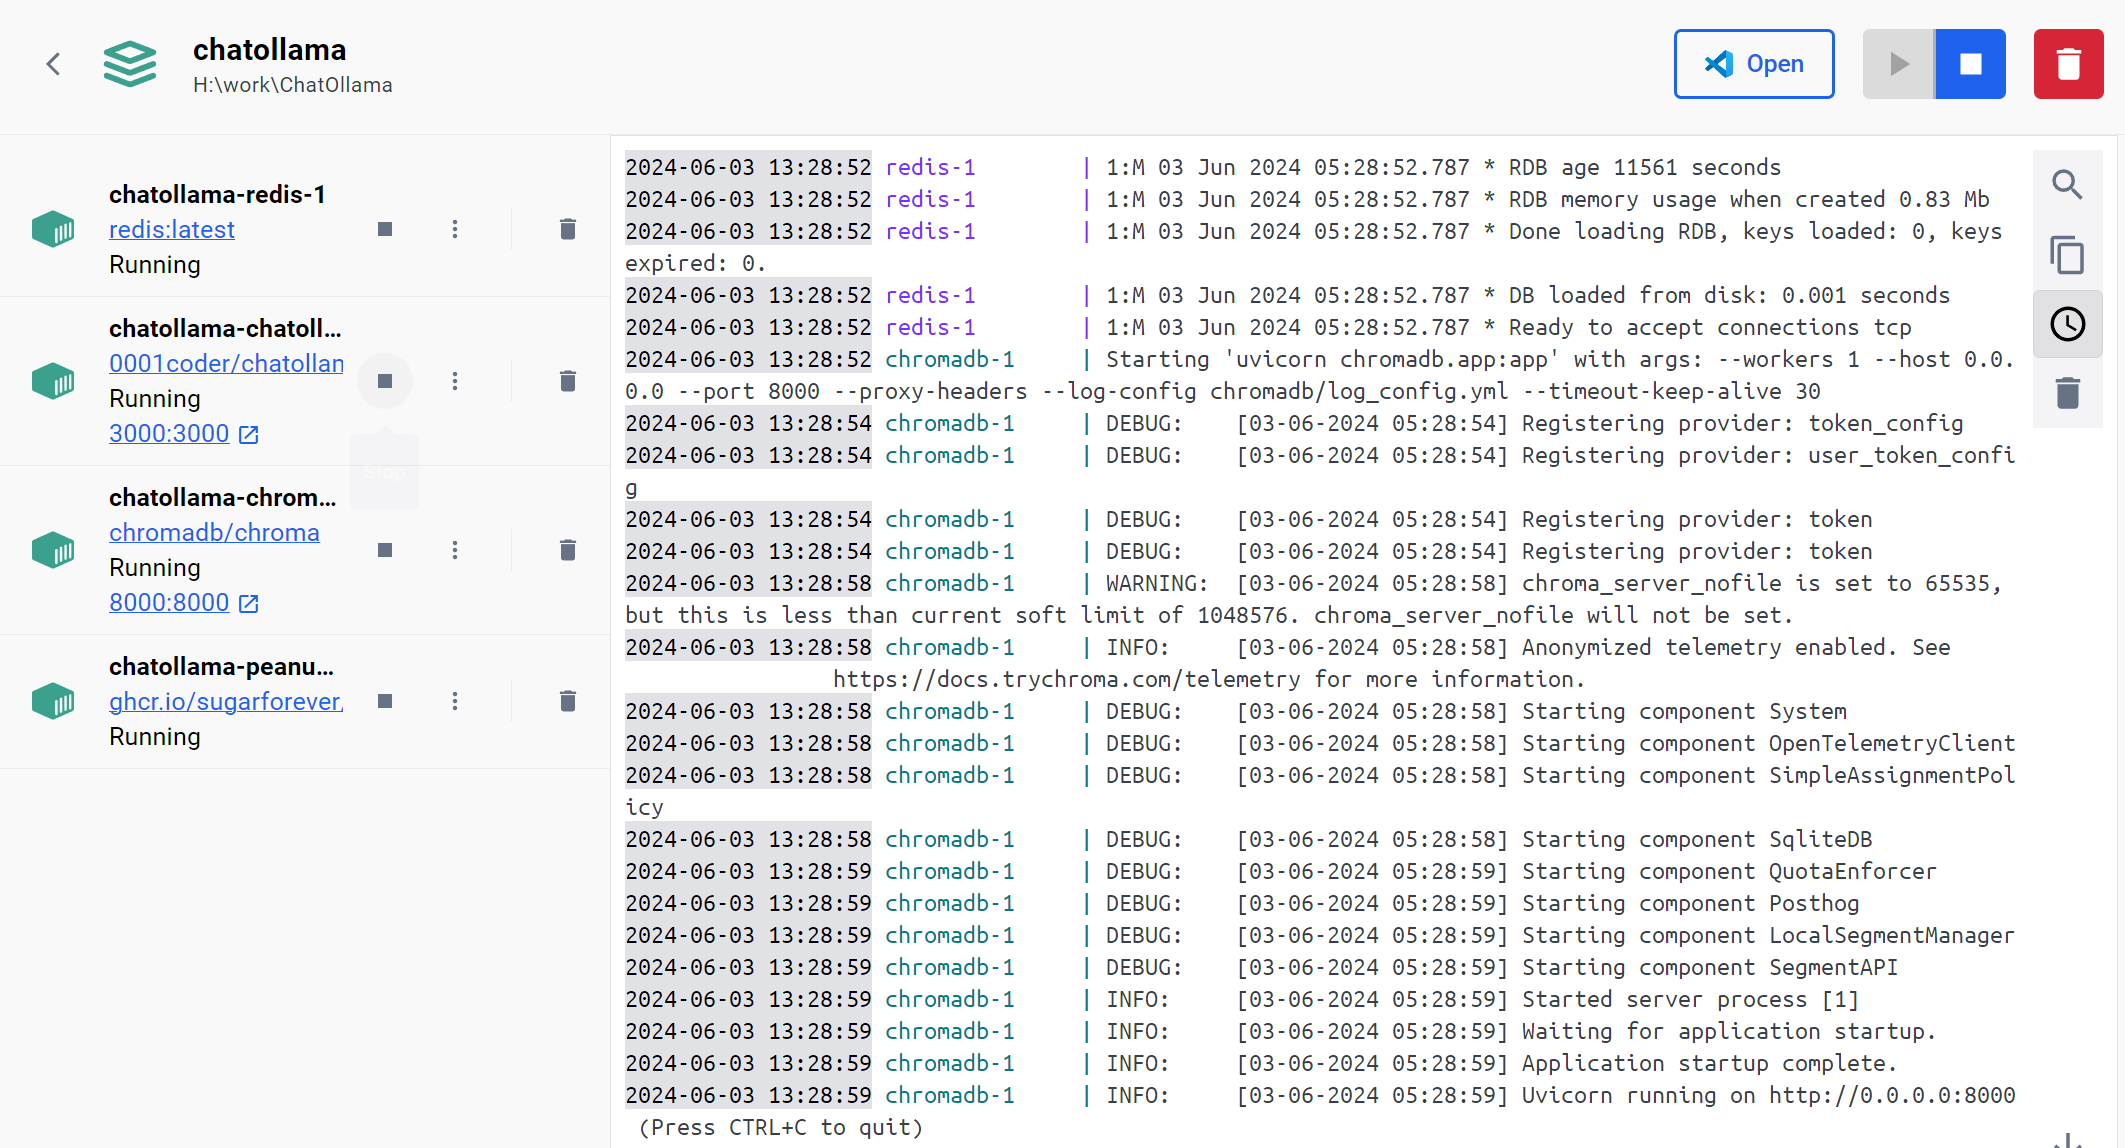 chatollama
H:\work\ChatOllama
Open
chatollama-redis-1
redis:latest
Running
chatollama-chatoll...
0001coder/chatollan
Running
3000:3000
Stop
chatollama-chrom...
chromadb/chroma
Running
8000:8000
chatollama-peanu...
ghcr.io/sugarforever,
Running
2024-06-03 13:28:52 redis-1 | 1:M 03 Jun 2024 05:28:52.787 * RDB age 11561 seconds
2024-06-03 13:28:52 redis-1 | 1:M 03 Jun 2024 05:28:52.787 * RDB memory usage when created 0.83 Mb
2024-06-03 13:28:52 redis-1 | 1:M 03 Jun 2024 05:28:52.787 * Done loading RDB, keys loaded: 0, keys
expired: 0.
2024-06-03 13:28:52 redis-1 | 1:M 03 Jun 2024 05:28:52.787 * DB loaded from disk: 0.001 seconds
2024-06-03 13:28:52 redis-1 | 1:M 03 Jun 2024 05:28:52.787 * Ready to accept connections tcp
2024-06-03 13:28:52 chromadb-1 | Starting 'uvicorn chromadb.app:app' with args: --workers 1 --host 0.0.
0.0 --port 8000 --proxy-headers --log-config chromadb/log_config.yml --timeout-keep-alive 30
2024-06-03 13:28:54 chromadb-1 | DEBUG: [03-06-2024 05:28:54] Registering provider: token_config
2024-06-03 13:28:54 chromadb-1 | DEBUG: [03-06-2024 05:28:54] Registering provider: user_token_confi
g
2024-06-03 13:28:54 chromadb-1 | DEBUG: [03-06-2024 05:28:54] Registering provider: token
2024-06-03 13:28:54 chromadb-1 | DEBUG: [03-06-2024 05:28:54] Registering provider: token
2024-06-03 13:28:58 chromadb-1 | WARNING: [03-06-2024 05:28:58] chroma_server_nofile is set to 65535,
but this is less than current soft limit of 1048576. chroma_server_nofile will not be set.
2024-06-03 13:28:58 chromadb-1 | INFO: [03-06-2024 05:28:58] Anonymized telemetry enabled. See
https://docs.trychroma.com/telemetry for more information.
2024-06-03 13:28:58 chromadb-1 | DEBUG: [03-06-2024 05:28:58] Starting component System
2024-06-03 13:28:58 chromadb-1 | DEBUG: [03-06-2024 05:28:58] Starting component OpenTelemetryClient
2024-06-03 13:28:58 chromadb-1 | DEBUG: [03-06-2024 05:28:58] Starting component SimpleAssignmentPol
icy
2024-06-03 13:28:58 chromadb-1 | DEBUG: [03-06-2024 05:28:58] Starting component SqliteDB
2024-06-03 13:28:59 chromadb-1 | DEBUG: [03-06-2024 05:28:59] Starting component QuotaEnforcer
2024-06-03 13:28:59 chromadb-1 | DEBUG: [03-06-2024 05:28:59] Starting component Posthog
2024-06-03 13:28:59 chromadb-1 | DEBUG: [03-06-2024 05:28:59] Starting component LocalSegmentManager
2024-06-03 13:28:59 chromadb-1 | DEBUG: [03-06-2024 05:28:59] Starting component SegmentAPI
2024-06-03 13:28:59 chromadb-1 | INFO: [03-06-2024 05:28:59] Started server process [1]
2024-06-03 13:28:59 chromadb-1 | INFO: [03-06-2024 05:28:59] Waiting for application startup.
2024-06-03 13:28:59 chromadb-1 | INFO: [03-06-2024 05:28:59] Application startup complete.
2024-06-03 13:28:59 chromadb-1 | INFO: [03-06-2024 05:28:59] Uvicorn running on http://0.0.0.0:8000
(Press CTRL+C to quit)